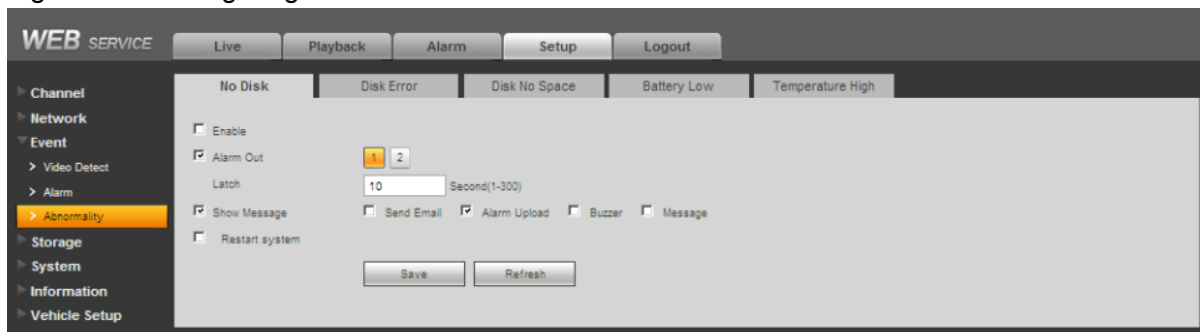 WEB SERVICE
Live Playback Alarm Setup Logout
No Disk Disk Error Disk No Space Battery Low Temperature High
Channel
Network
Event
Video Detect
Alarm
Abnormality
Storage
System
Information
Vehicle Setup
Enable
Alarm Out 1 2
Latch 10 Second(1-300)
Show Message Send Email Alarm Upload Buzzer Message
Restart system
Save Refresh